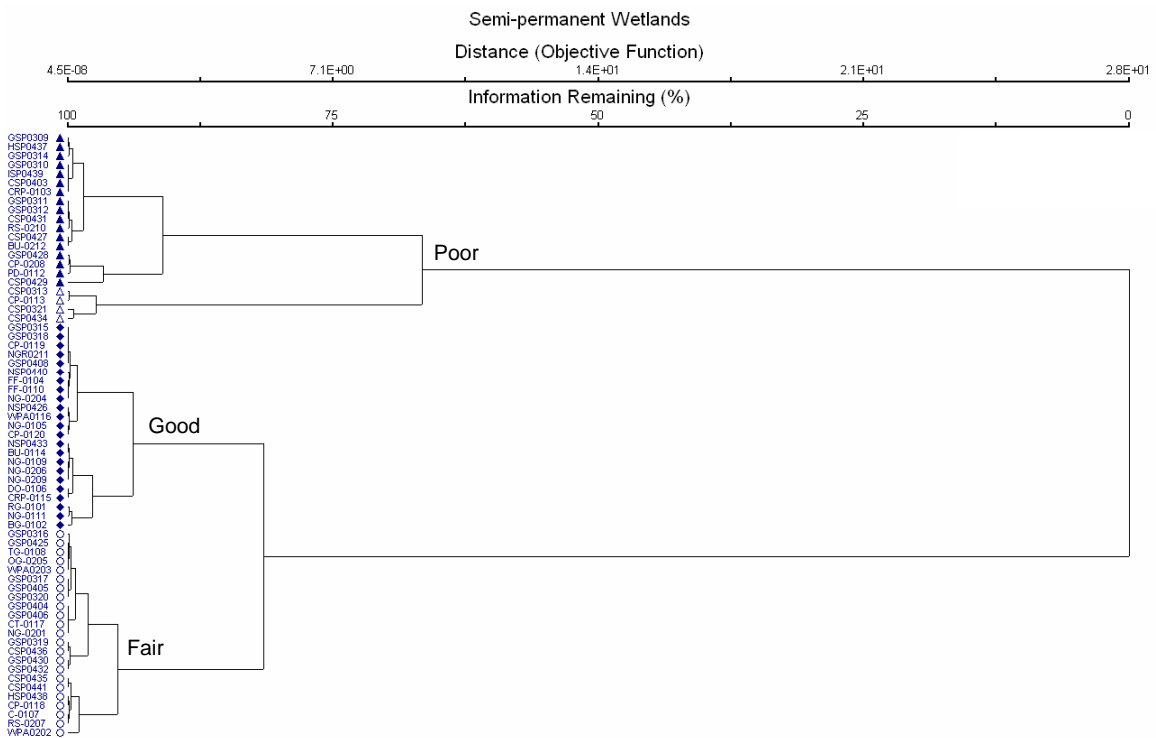 Semi-permanent Wetlands
Distance (Objective Function)
4.5E-08 7.1E+00 1.4E+01 2.1E+01 2.8E+01
Information Remaining (%)
100 75 50 25 0
GSP0309
HSP0437
GSP0314
GSP0310
ISP0439
CSP0403
CRP-0103
GSP0311
GSP0312
CSP0431
RS-0210
CSP0427
BU-0212
GSP0428
Poor
CP-0208
PD-0112
CSP0429
CSP0313
CP-0113
CSP0321
CSP0434
GSP0315
GSP0318
CP-0119
NGR0211
GSP0408
NSP0440
FF-0104
FF-0110
NG-0204
NSP0426
WPA0116
NG-0105
Good
CP-0120
NSP0433
BU-0114
NG-0109
NG-0206
NG-0209
DO-0106
CRP-0115
RG-0101
NG-0111
BG-0102
GSP0316
GSP0425
TG-0108
OG-0205
WPA0203
GSP0317
GSP0405
GSP0320
GSP0404
GSP0406
CT-0117
NG-0201
GSP0319
Fair
CSP0436
GSP0430
GSP0432
CSP0435
CSP0441
HSP0438
CP-0118
C-0107
RS-0207
WPA0202